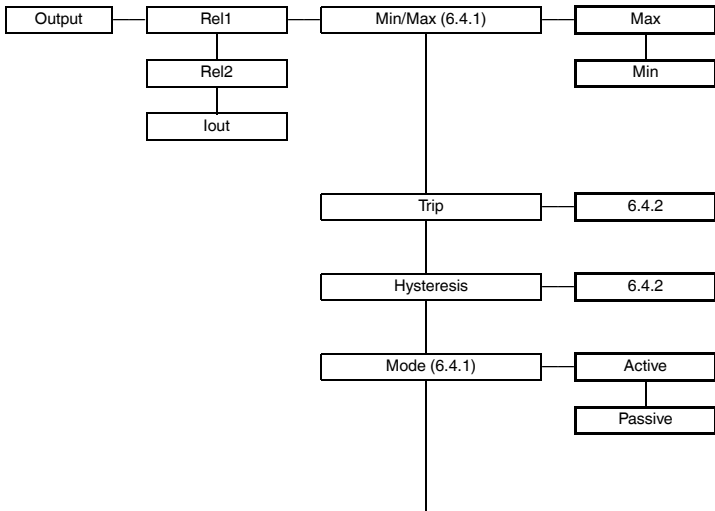 Output
Rel1
Min/Max (6.4.1)
Max
Rel2
Min
Iout
Trip
6.4.2
Hysteresis
6.4.2
Mode (6.4.1)
Active
Passive